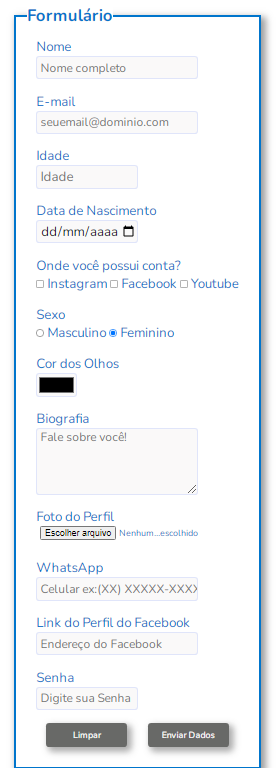 Formulário
Nome
Nome completo
E-mail
seuemail@dominio.com
Idade
Idade
Data de Nascimento
dd/mm/aaaa
Onde você possui conta?
Instagram Facebook Youtube
Sexo
Masculino Feminino
Cor dos Olhos
Biografia
Fale sobre você!
Foto do Perfil
Escolher arquivo Nenhum...escolhido
WhatsApp
Celular ex:(XX) XXXXX-XXXX
Link do Perfil do Facebook
Endereço do Facebook
Senha
Digite sua Senha
Limpar Enviar Dados